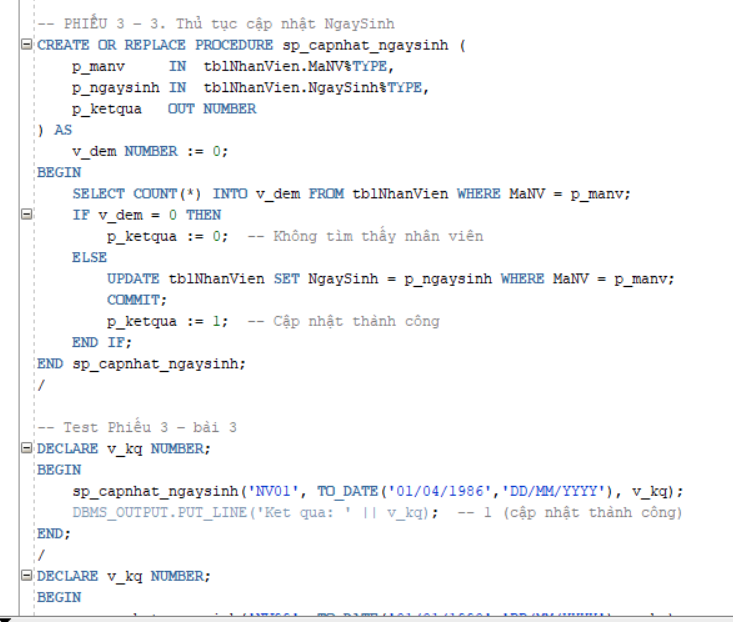 -- PHIẾU 3 – 3. Thủ tục cập nhật NgaySinh
CREATE OR REPLACE PROCEDURE sp_capnhat_ngaysinh (
    p_manv     IN  tblNhanVien.MaNV%TYPE,
    p_ngaysinh IN  tblNhanVien.NgaySinh%TYPE,
    p_ketqua   OUT NUMBER
) AS
    v_dem NUMBER := 0;
BEGIN
    SELECT COUNT(*) INTO v_dem FROM tblNhanVien WHERE MaNV = p_manv;
    IF v_dem = 0 THEN
        p_ketqua := 0;  -- Không tìm thấy nhân viên
    ELSE
        UPDATE tblNhanVien SET NgaySinh = p_ngaysinh WHERE MaNV = p_manv;
        COMMIT;
        p_ketqua := 1;  -- Cập nhật thành công
    END IF;
END sp_capnhat_ngaysinh;
/
-- Test Phiếu 3 – bài 3
DECLARE v_kq NUMBER;
BEGIN
    sp_capnhat_ngaysinh('NV01', TO_DATE('01/04/1986','DD/MM/YYYY'), v_kq);
    DBMS_OUTPUT.PUT_LINE('Ket qua: ' || v_kq);  -- 1 (cập nhật thành công)
END;
/
DECLARE v_kq NUMBER;
BEGIN